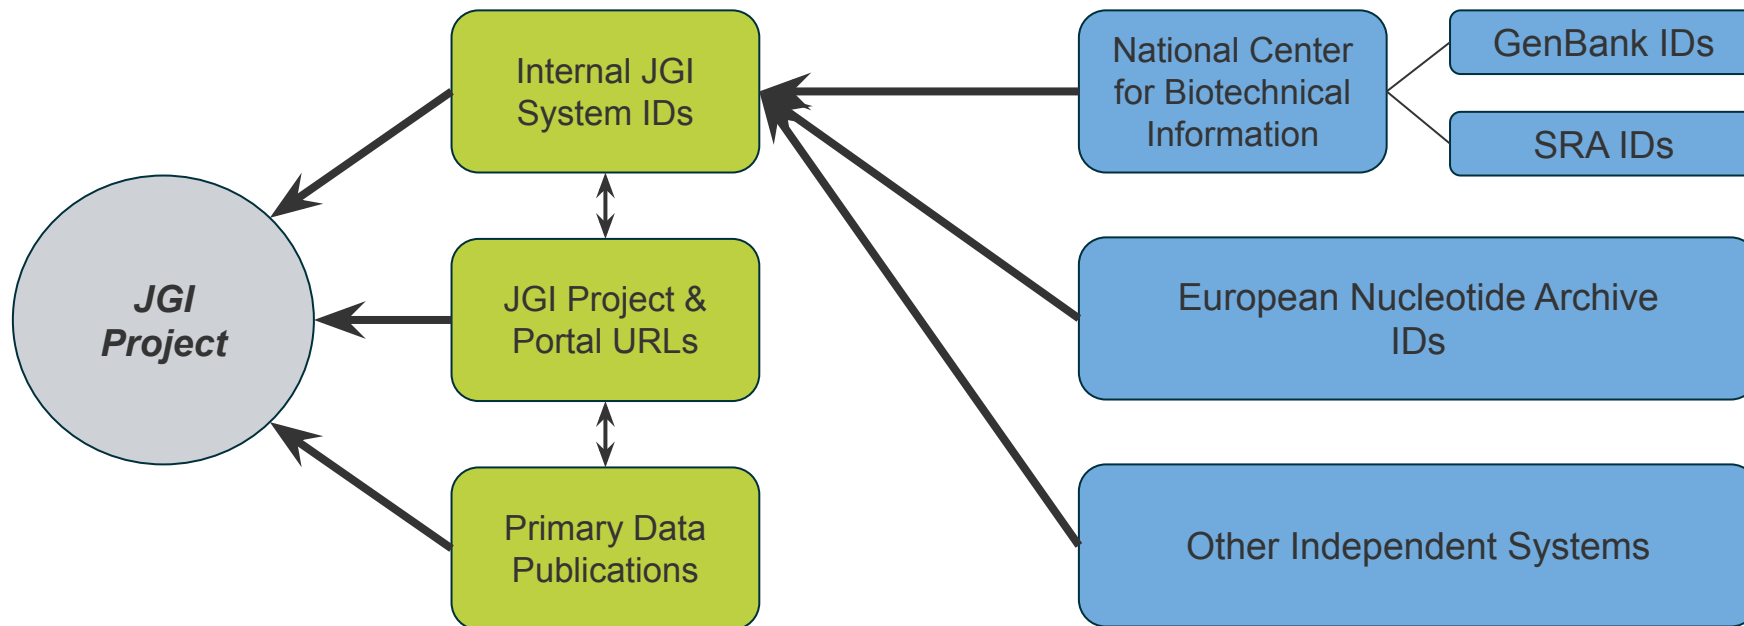 JGI
Project
Internal JGI
System IDs
JGI Project &
Portal URLs
Primary Data
Publications
National Center
for Biotechnical
Information
GenBank IDs
SRA IDs
European Nucleotide Archive
IDs
Other Independent Systems